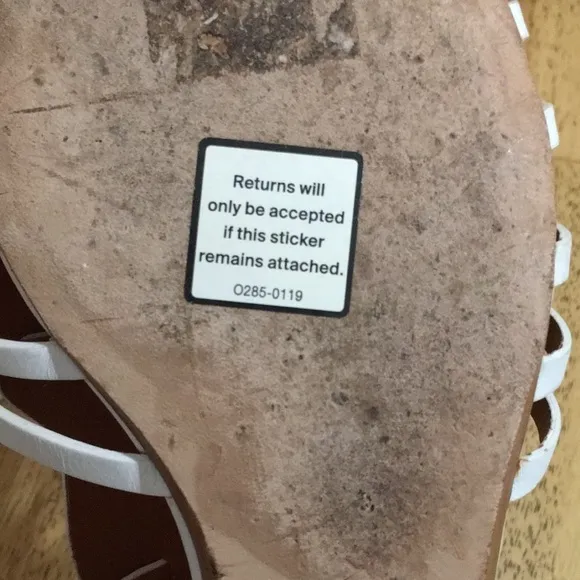 Returns will
only be accepted
if this sticker
remains attached.
O285-0119